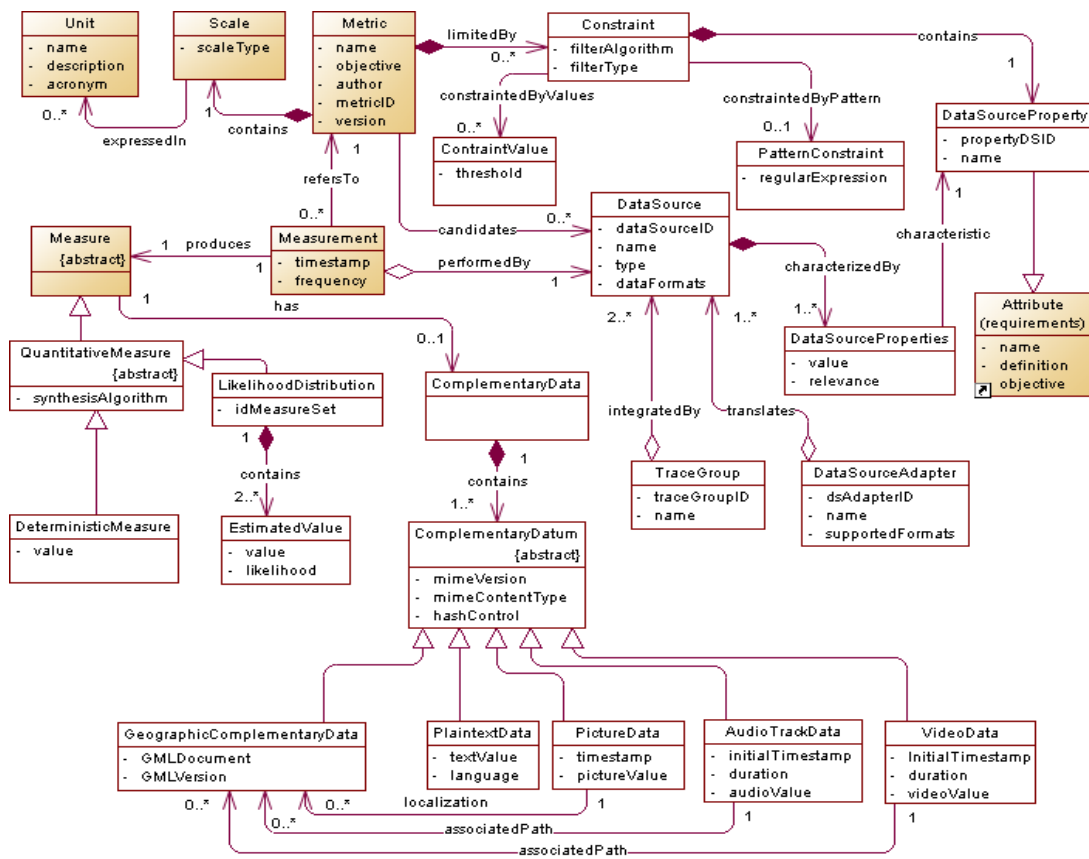 Unit
- name
- description
- acronym
Scale
- scaleType
Metric
- name
- objective
- author
- metricID
- version
limitedBy
0..*
Constraint
- filterAlgorithm
- filterType
contains
1
0..*
expressedIn
1
contains
1
constraintedByValues
0..*
constraintedByPattern
0..1
DataSourceProperty
- propertyDSID
- name
ContraintValue
- threshold
PatternConstraint
- regularExpression
refersTo
0..*
candidates
0..*
DataSource
- dataSourceID
- name
- type
- dataFormats
1
characteristic
Measure
{abstract}
1
produces
1
Measurement
- timestamp
- frequency
performedBy
1
characterizedBy
1..*
1
has
0..1
2..*
1..*
Attribute
(requirements)
- name
- definition
- objective
DataSourceProperties
- value
- relevance
QuantitativeMeasure
{abstract}
- synthesisAlgorithm
LikelihoodDistribution
- idMeasureSet
ComplementaryData
integratedBy
translates
1
contains
2..*
1
contains
1..*
TraceGroup
- traceGroupID
- name
DataSourceAdapter
- dsAdapterID
- name
- supportedFormats
DeterministicMeasure
- value
EstimatedValue
- value
- likelihood
ComplementaryDatum
{abstract}
- mimeVersion
- mimeContentType
- hashControl
GeographicComplementaryData
- GMLDocument
- GMLVersion
PlaintextData
- textValue
- language
PictureData
- timestamp
- pictureValue
AudioTrackData
- initialTimestamp
- duration
- audioValue
VideoData
- InitialTimestamp
- duration
- videoValue
0..*
0..*
0..*
localization
1
associatedPath
1
associatedPath
1